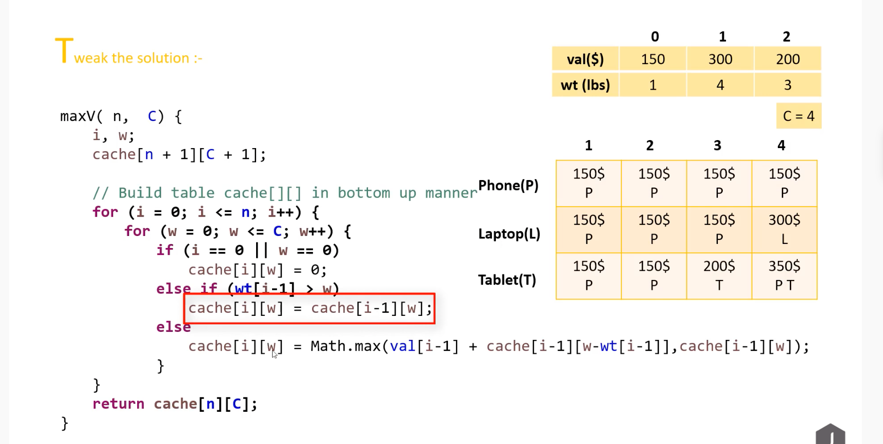 Tweak the solution :-
0 1 2
val($) 150 300 200
wt (lbs) 1 4 3
C = 4
maxV( n,  C) {
i, w;
cache[n + 1][C + 1];
// Build table cache[][] in bottom up manner
for (i = 0; i <= n; i++) {
for (w = 0; w <= C; w++) {
if (i == 0 || w == 0)
cache[i][w] = 0;
else if (wt[i-1] > w)
cache[i][w] = cache[i-1][w];
else
cache[i][w] = Math.max(val[i-1] + cache[i-1][w-wt[i-1]],cache[i-1][w]);
}
}
return cache[n][C];
}
1 2 3 4
Phone(P) 150$ 150$ 150$ 150$
P P P P
Laptop(L) 150$ 150$ 150$ 300$
P P P L
Tablet(T) 150$ 150$ 200$ 350$
P P T P T